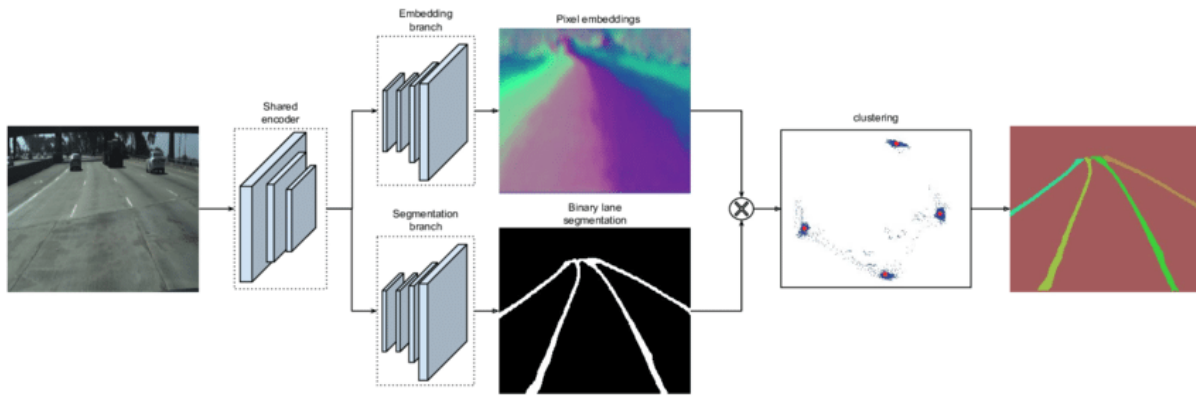 Embedding
branch
Pixel embeddings
Shared
encoder
clustering
Segmentation
branch
Binary lane
segmentation